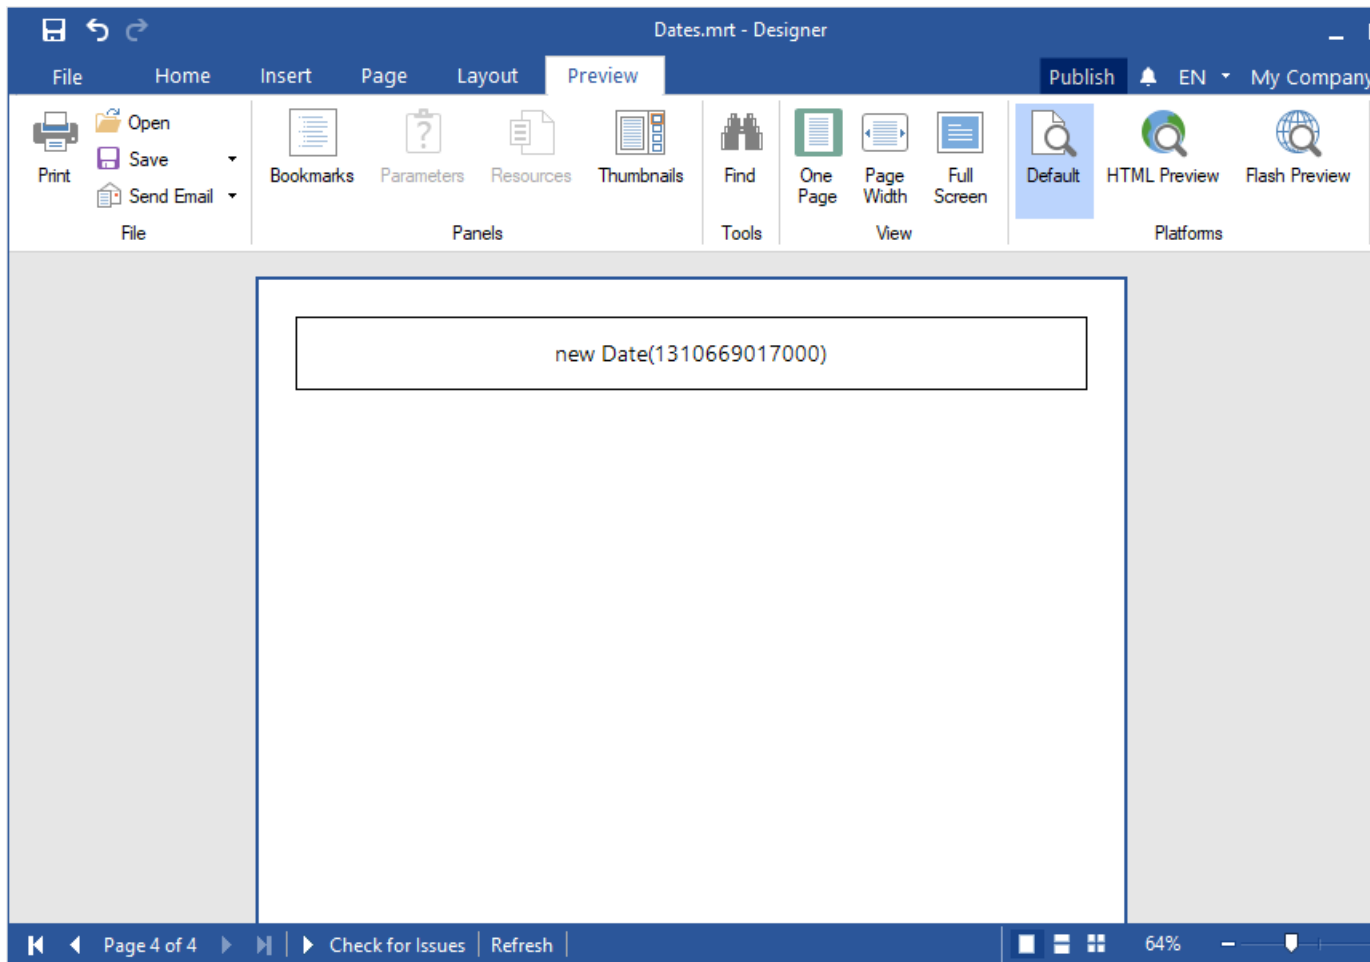 Dates.mrt - Designer
File Home Insert Page Layout Preview Publish EN My Company
Open
Save
Send Email
Print
Bookmarks Parameters Resources Thumbnails Find One Page Page Width Full Screen Default HTML Preview Flash Preview
File Panels Tools View Platforms
new Date(1310669017000)
Page 4 of 4 Check for Issues Refresh 64%